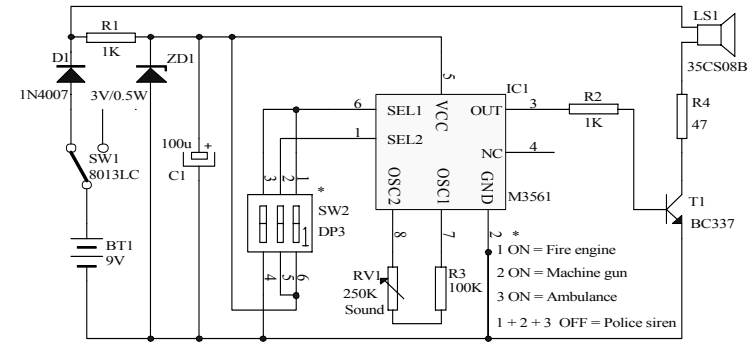 LS1
35CS08B
R1
1K
D1
1N4007
ZD1
3V/0.5W
SW1
8013LC
BT1
9V
100u
+
C1
3
2
1
*
SW2
DP3
1
4
5
6
6
1
5
SEL1
SEL2
VCC
OUT
NC
OSC2
OSC1
GND
IC1
M3561
3
4
8
7
2
R2
1K
R4
47
T1
BC337
RV1
250K
Sound
R3
100K
*
1 ON = Fire engine
2 ON = Machine gun
3 ON = Ambulance
1 + 2 + 3 OFF = Police siren